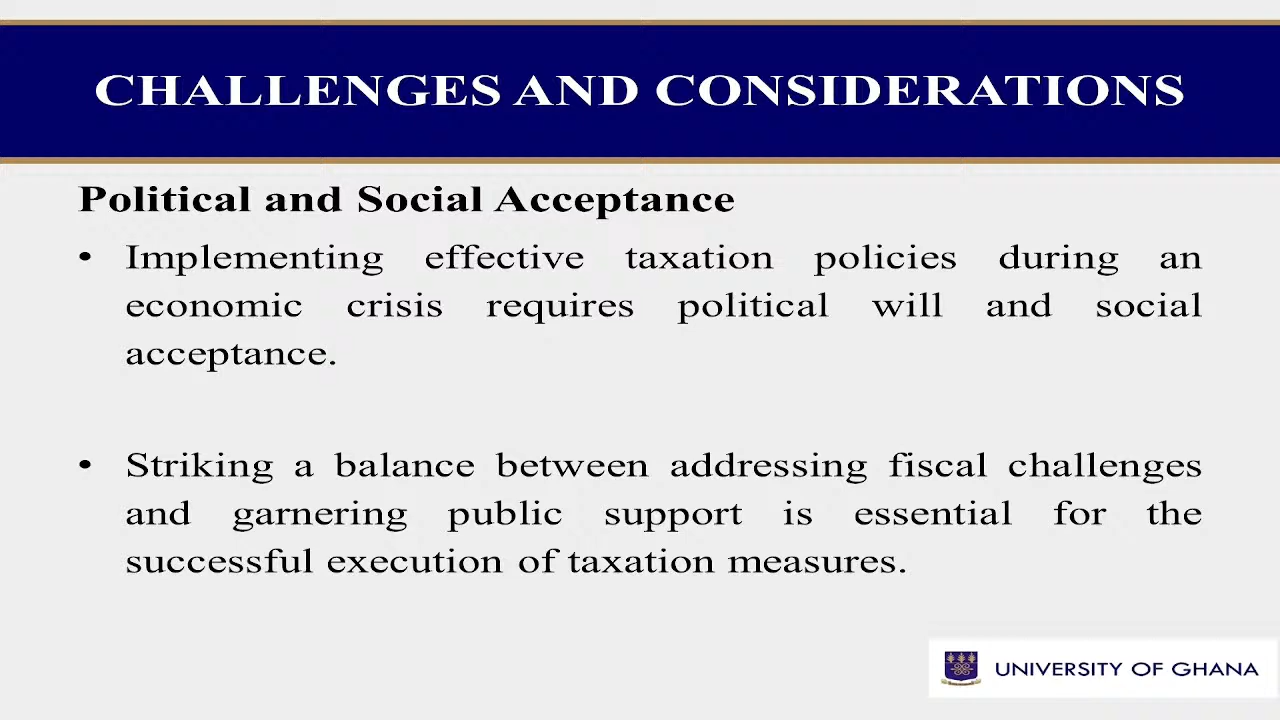 CHALLENGES AND CONSIDERATIONS
Political and Social Acceptance
• Implementing effective taxation policies during an
economic crisis requires political will and social
acceptance.
• Striking a balance between addressing fiscal challenges
and garnering public support is essential for the
successful execution of taxation measures.
UNIVERSITY OF GHANA